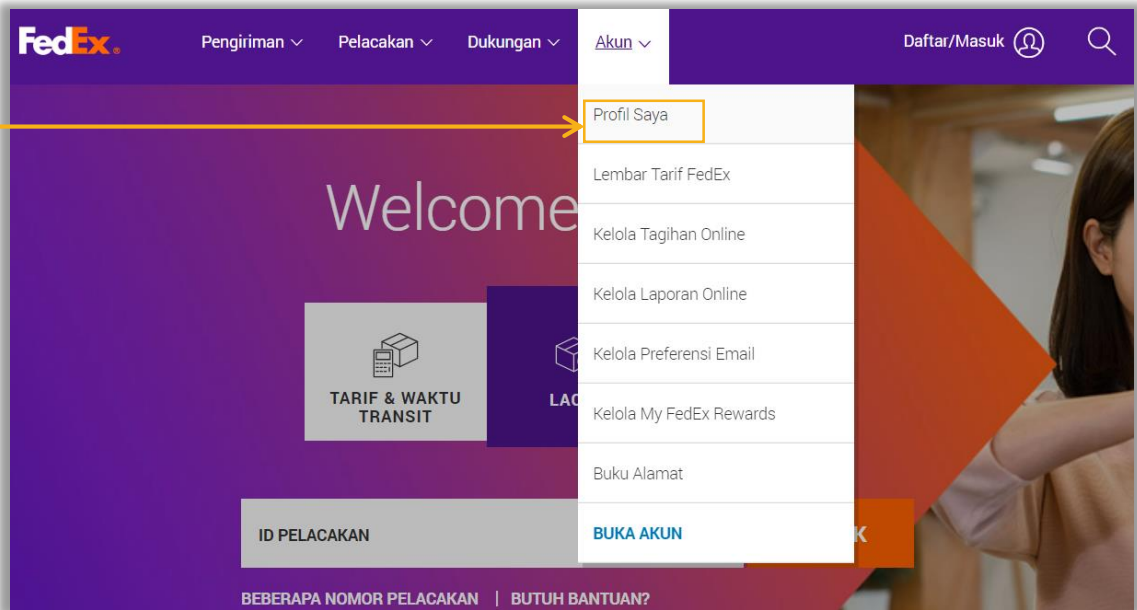 FedEx.
Pengiriman
Pelacakan
Dukungan
Akun
Daftar/Masuk
Profil Saya
Lembar Tarif FedEx
Kelola Tagihan Online
Kelola Laporan Online
Kelola Preferensi Email
Kelola My FedEx Rewards
Buku Alamat
BUKA AKUN
Welcome
TARIF & WAKTU
TRANSIT
LAC
ID PELACAKAN
K
BEBERAPA NOMOR PELACAKAN | BUTUH BANTUAN?